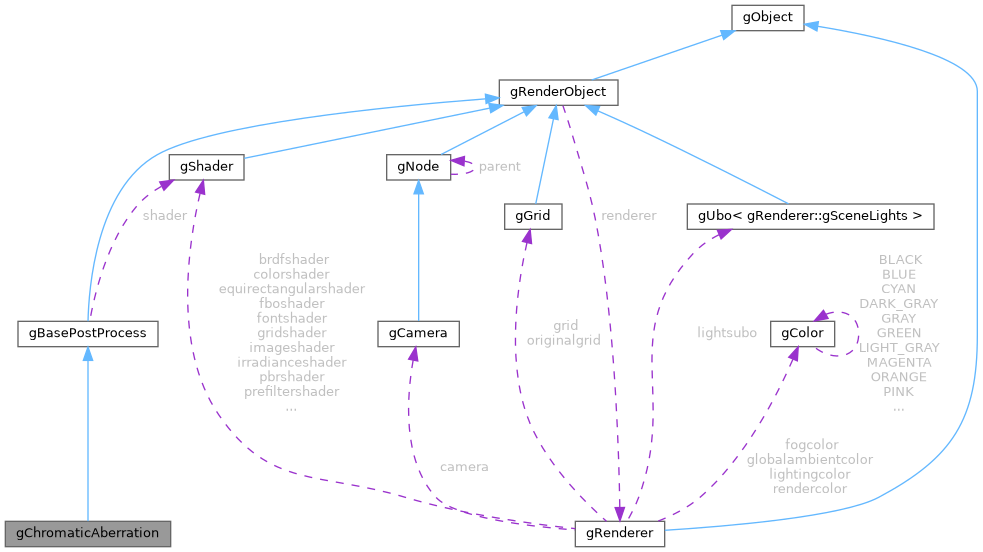 gObject
gRenderObject
gShader
gNode
parent
gGrid
renderer
gUbo< gRenderer::gSceneLights >
shader
brdfshader
colorshader
equirectangularshader
fboshader
fontshader
gridshader
imageshader
irradianceshader
pbrshader
prefiltershader
...
BLACK
BLUE
CYAN
DARK_GRAY
GRAY
GREEN
LIGHT_GRAY
MAGENTA
ORANGE
PINK
...
gBasePostProcess
gCamera
grid
originalgrid
lightsubo
gColor
camera
fogcolor
globalambientcolor
lightingcolor
rendercolor
gChromaticAberration
gRenderer